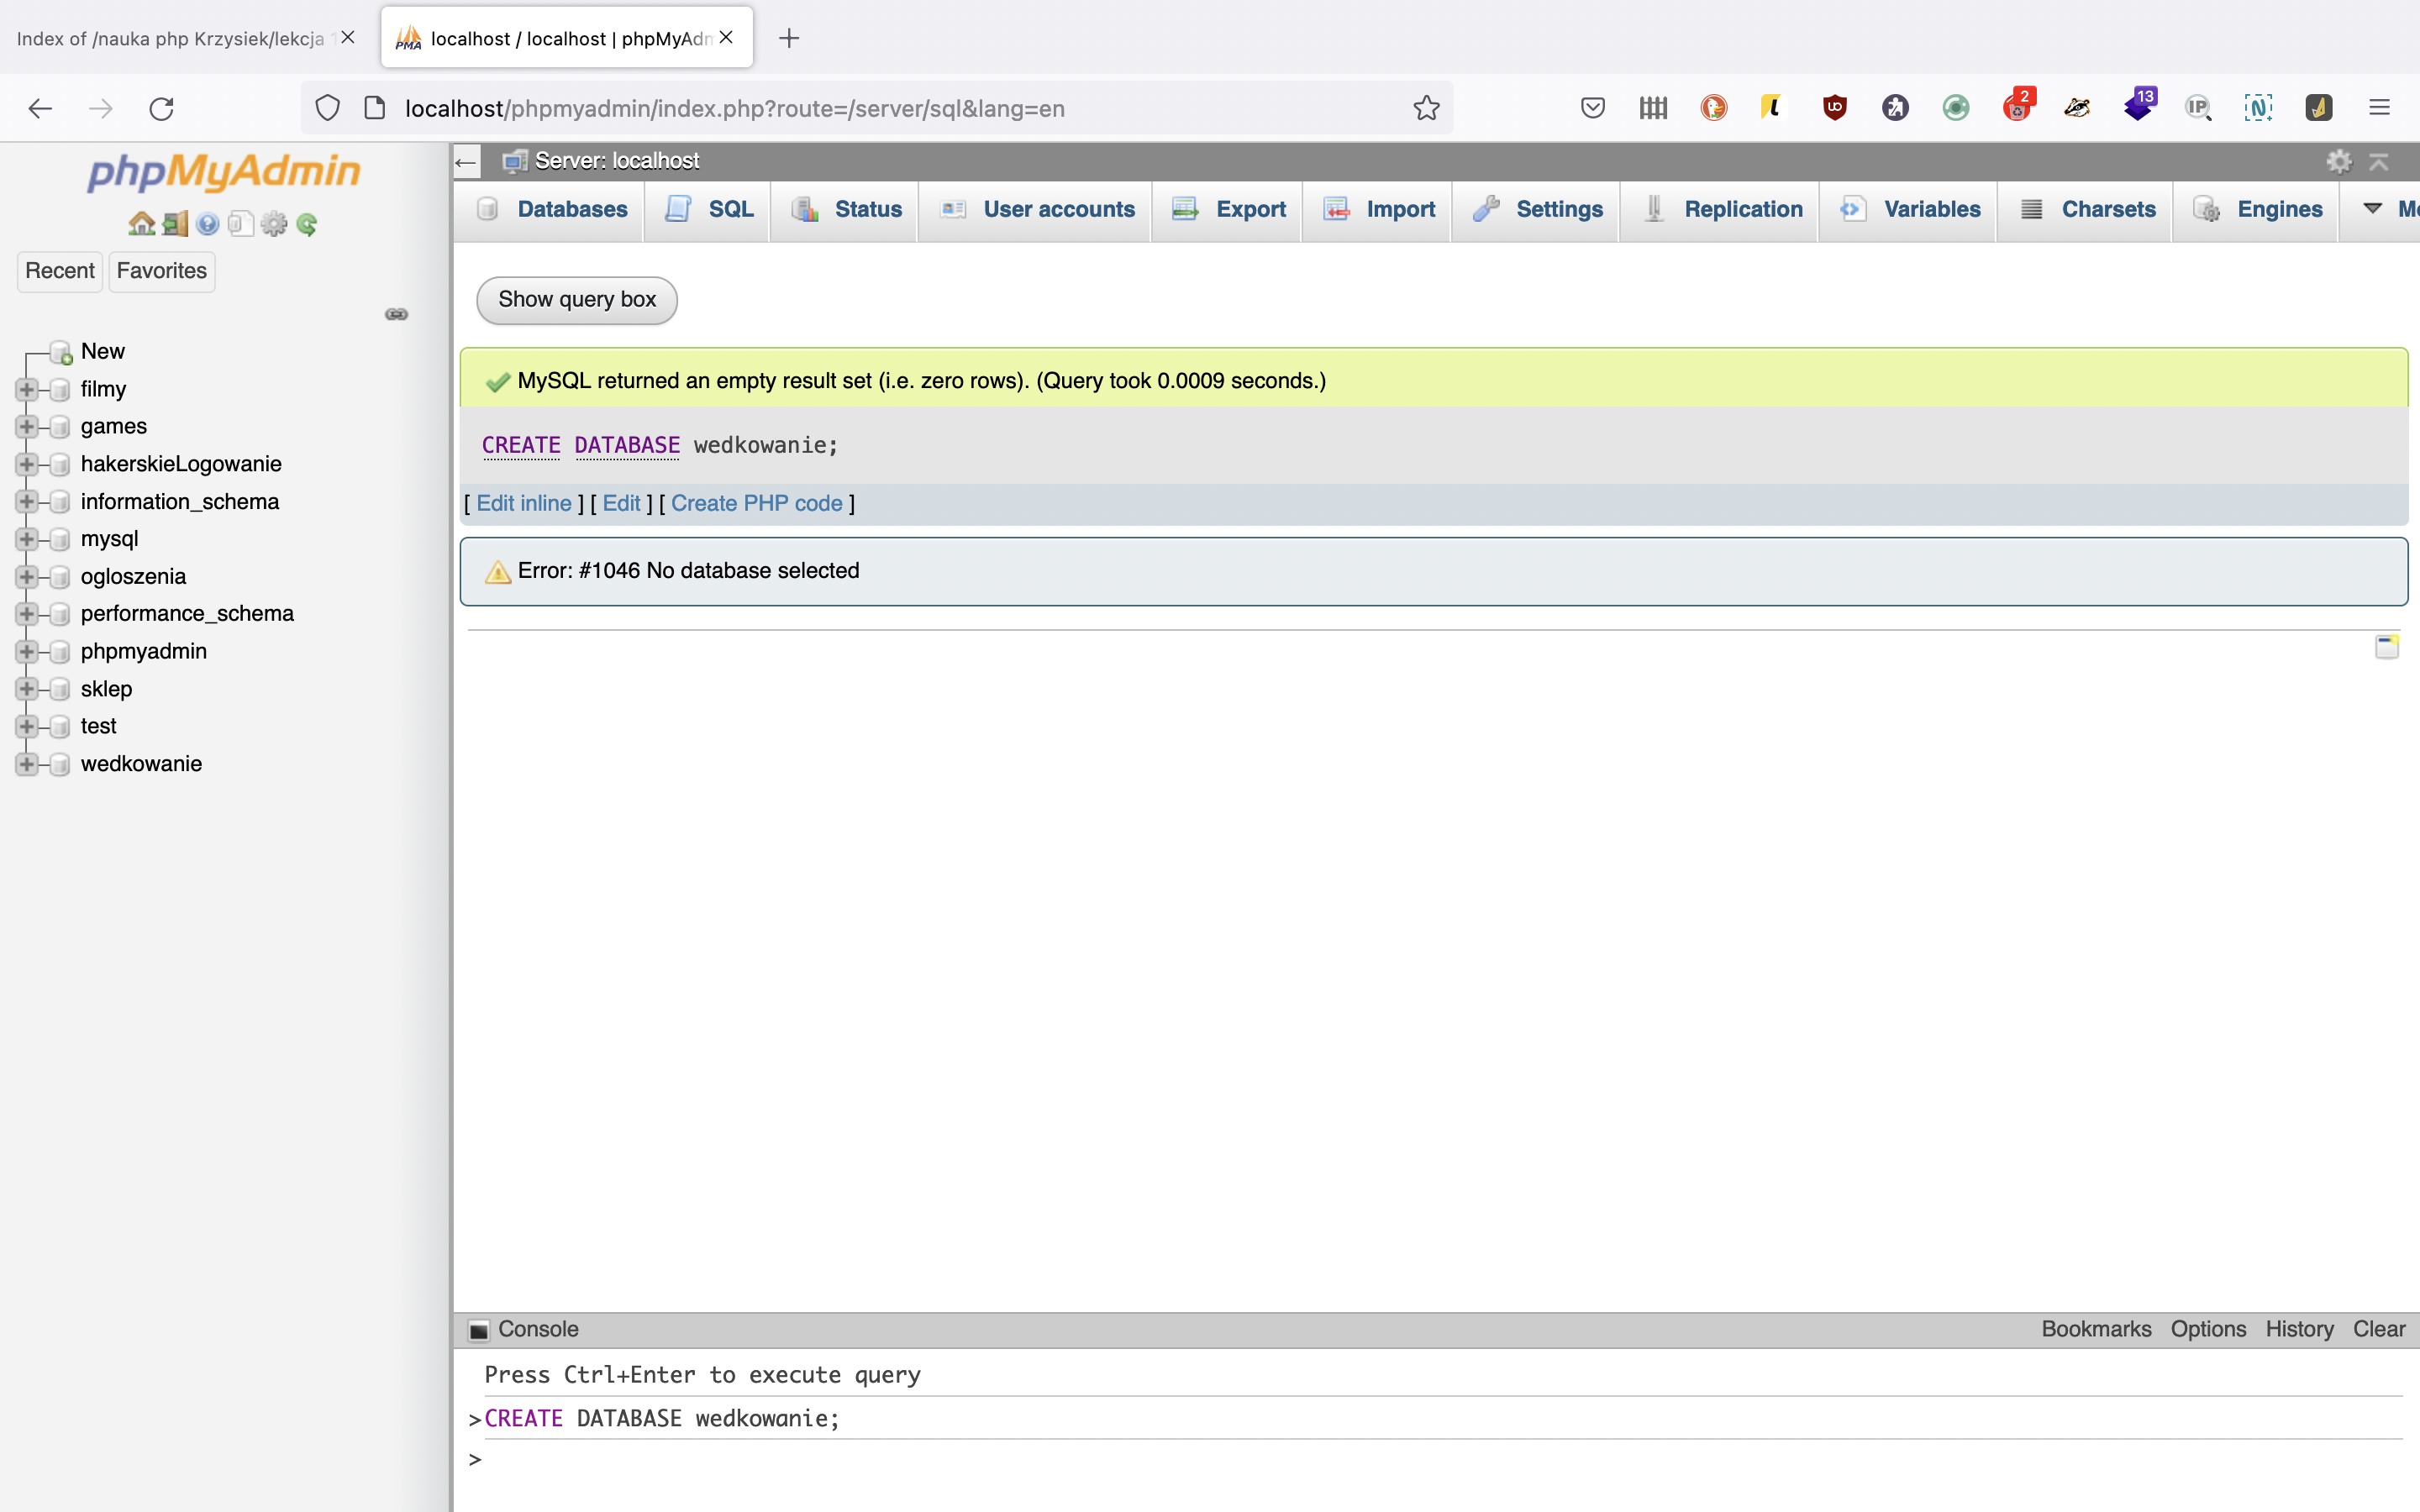 Index of /nauka php Krzysiek/lekcja 1
localhost / localhost | phpMyAdm
localhost/phpmyadmin/index.php?route=/server/sql&lang=en
2
13
IP
phpMyAdmin
Server: localhost
Databases
SQL
Status
User accounts
Export
Import
Settings
Replication
Variables
Charsets
Engines
Mo
Recent
Favorites
Show query box
New
filmy
games
hakerskieLogowanie
information_schema
mysql
ogloszenia
performance_schema
phpmyadmin
sklep
test
wedkowanie
MySQL returned an empty result set (i.e. zero rows). (Query took 0.0009 seconds.)
CREATE DATABASE wedkowanie;
[ Edit inline ] [ Edit ] [ Create PHP code ]
Error: #1046 No database selected
Console
Bookmarks Options History Clear
Press Ctrl+Enter to execute query
>CREATE DATABASE wedkowanie;
>